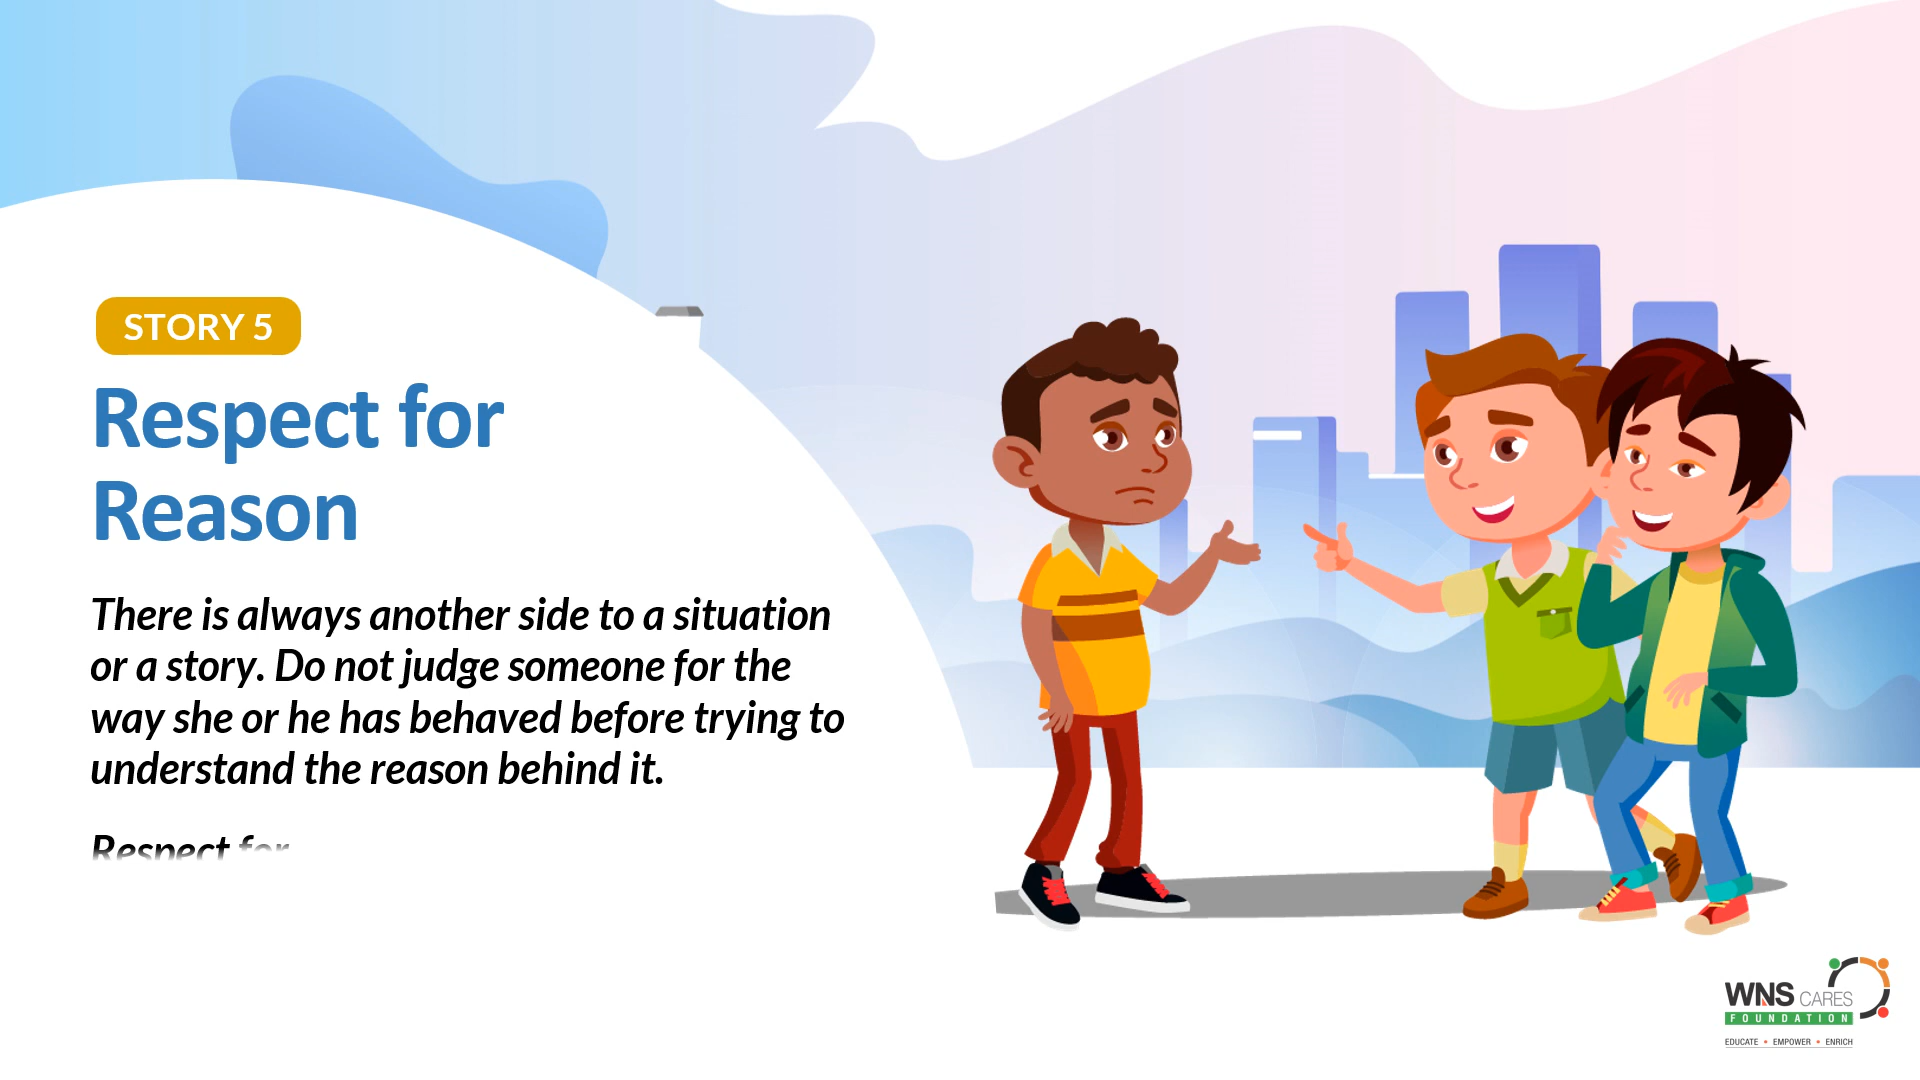 STORY 5
Respect for
Reason
There is always another side to a situation
or a story. Do not judge someone for the
way she or he has behaved before trying to
understand the reason behind it.
Respect for
WNS CARES
FOUNDATION
EDUCATE • EMPOWER • ENRICH